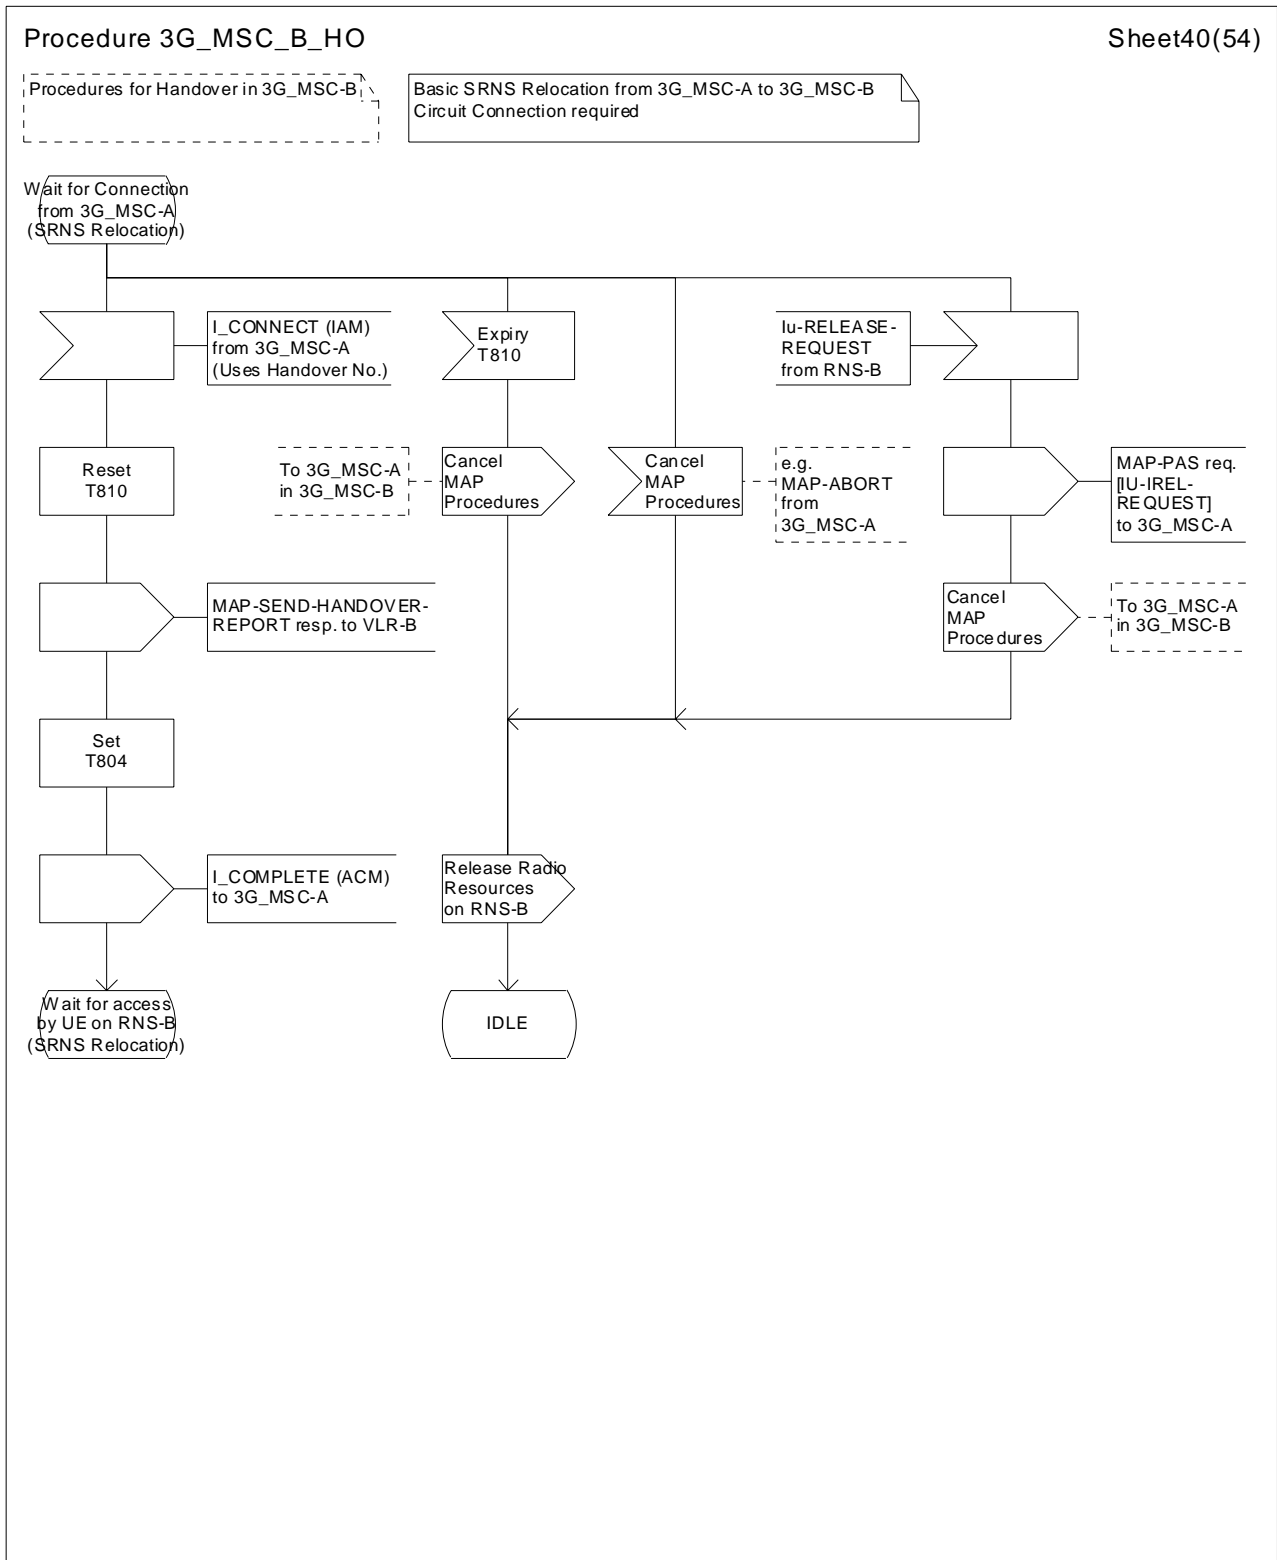 Procedure 3G_MSC_B_HO
Sheet40(54)
Procedures for Handover in 3G_MSC-B
Basic SRNS Relocation from 3G_MSC-A to 3G_MSC-B
Circuit Connection required
Wait for Connection
from 3G_MSC-A
(SRNS Relocation)
I_CONNECT (IAM)
from 3G_MSC-A
(Uses Handover No.)
Expiry
T810
Iu-RELEASE-
REQUEST
from RNS-B
Reset
T810
To 3G_MSC-A
in 3G_MSC-B
Cancel
MAP
Procedures
Cancel
MAP
Procedures
e.g.
MAP-ABORT
from
3G_MSC-A
MAP-PAS req.
[IU-IREL-
REQUEST]
to 3G_MSC-A
MAP-SEND-HANDOVER-
REPORT resp. to VLR-B
Cancel
MAP
Procedures
To 3G_MSC-A
in 3G_MSC-B
Set
T804
I_COMPLETE (ACM)
to 3G_MSC-A
Release Radio
Resources
on RNS-B
Wait for access
by UE on RNS-B
(SRNS Relocation)
IDLE